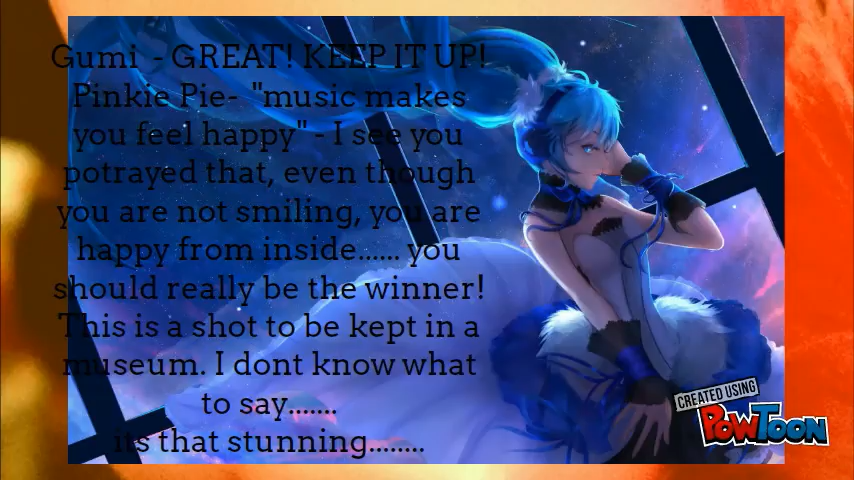 Gumi - GREAT! KEEP IT UP!
Pinkie Pie- "music makes
you feel happy" - I see you
potrayed that, even though
you are not smiling, you are
happy from inside...... you
should really be the winner!
This is a shot to be kept in a
museum. I dont know what
to say.......
its that stunning........
CREATED USING
POWTOON